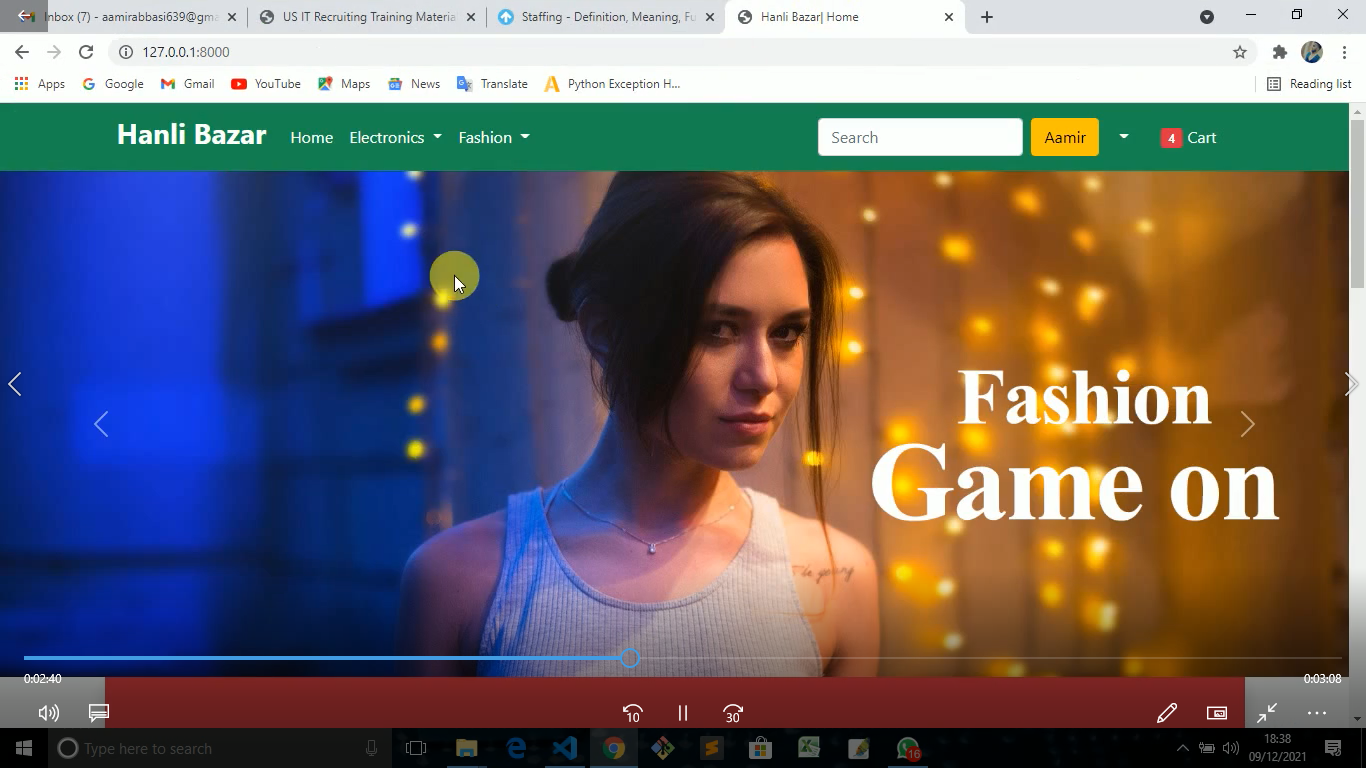 Inbox (7) - aamirabbasi639@gma
US IT Recruiting Training Materia
Staffing - Definition, Meaning, Fu
Hanli Bazar| Home
127.0.0.1:8000
Apps
Google
Gmail
YouTube
Maps
News
Translate
Python Exception H...
Reading list
Hanli Bazar
Home
Electronics
Fashion
Search
Aamir
4 Cart
Fashion
Game on
0:02:40
0:03:08
10
30
Type here to search
16
18:38
09/12/2021